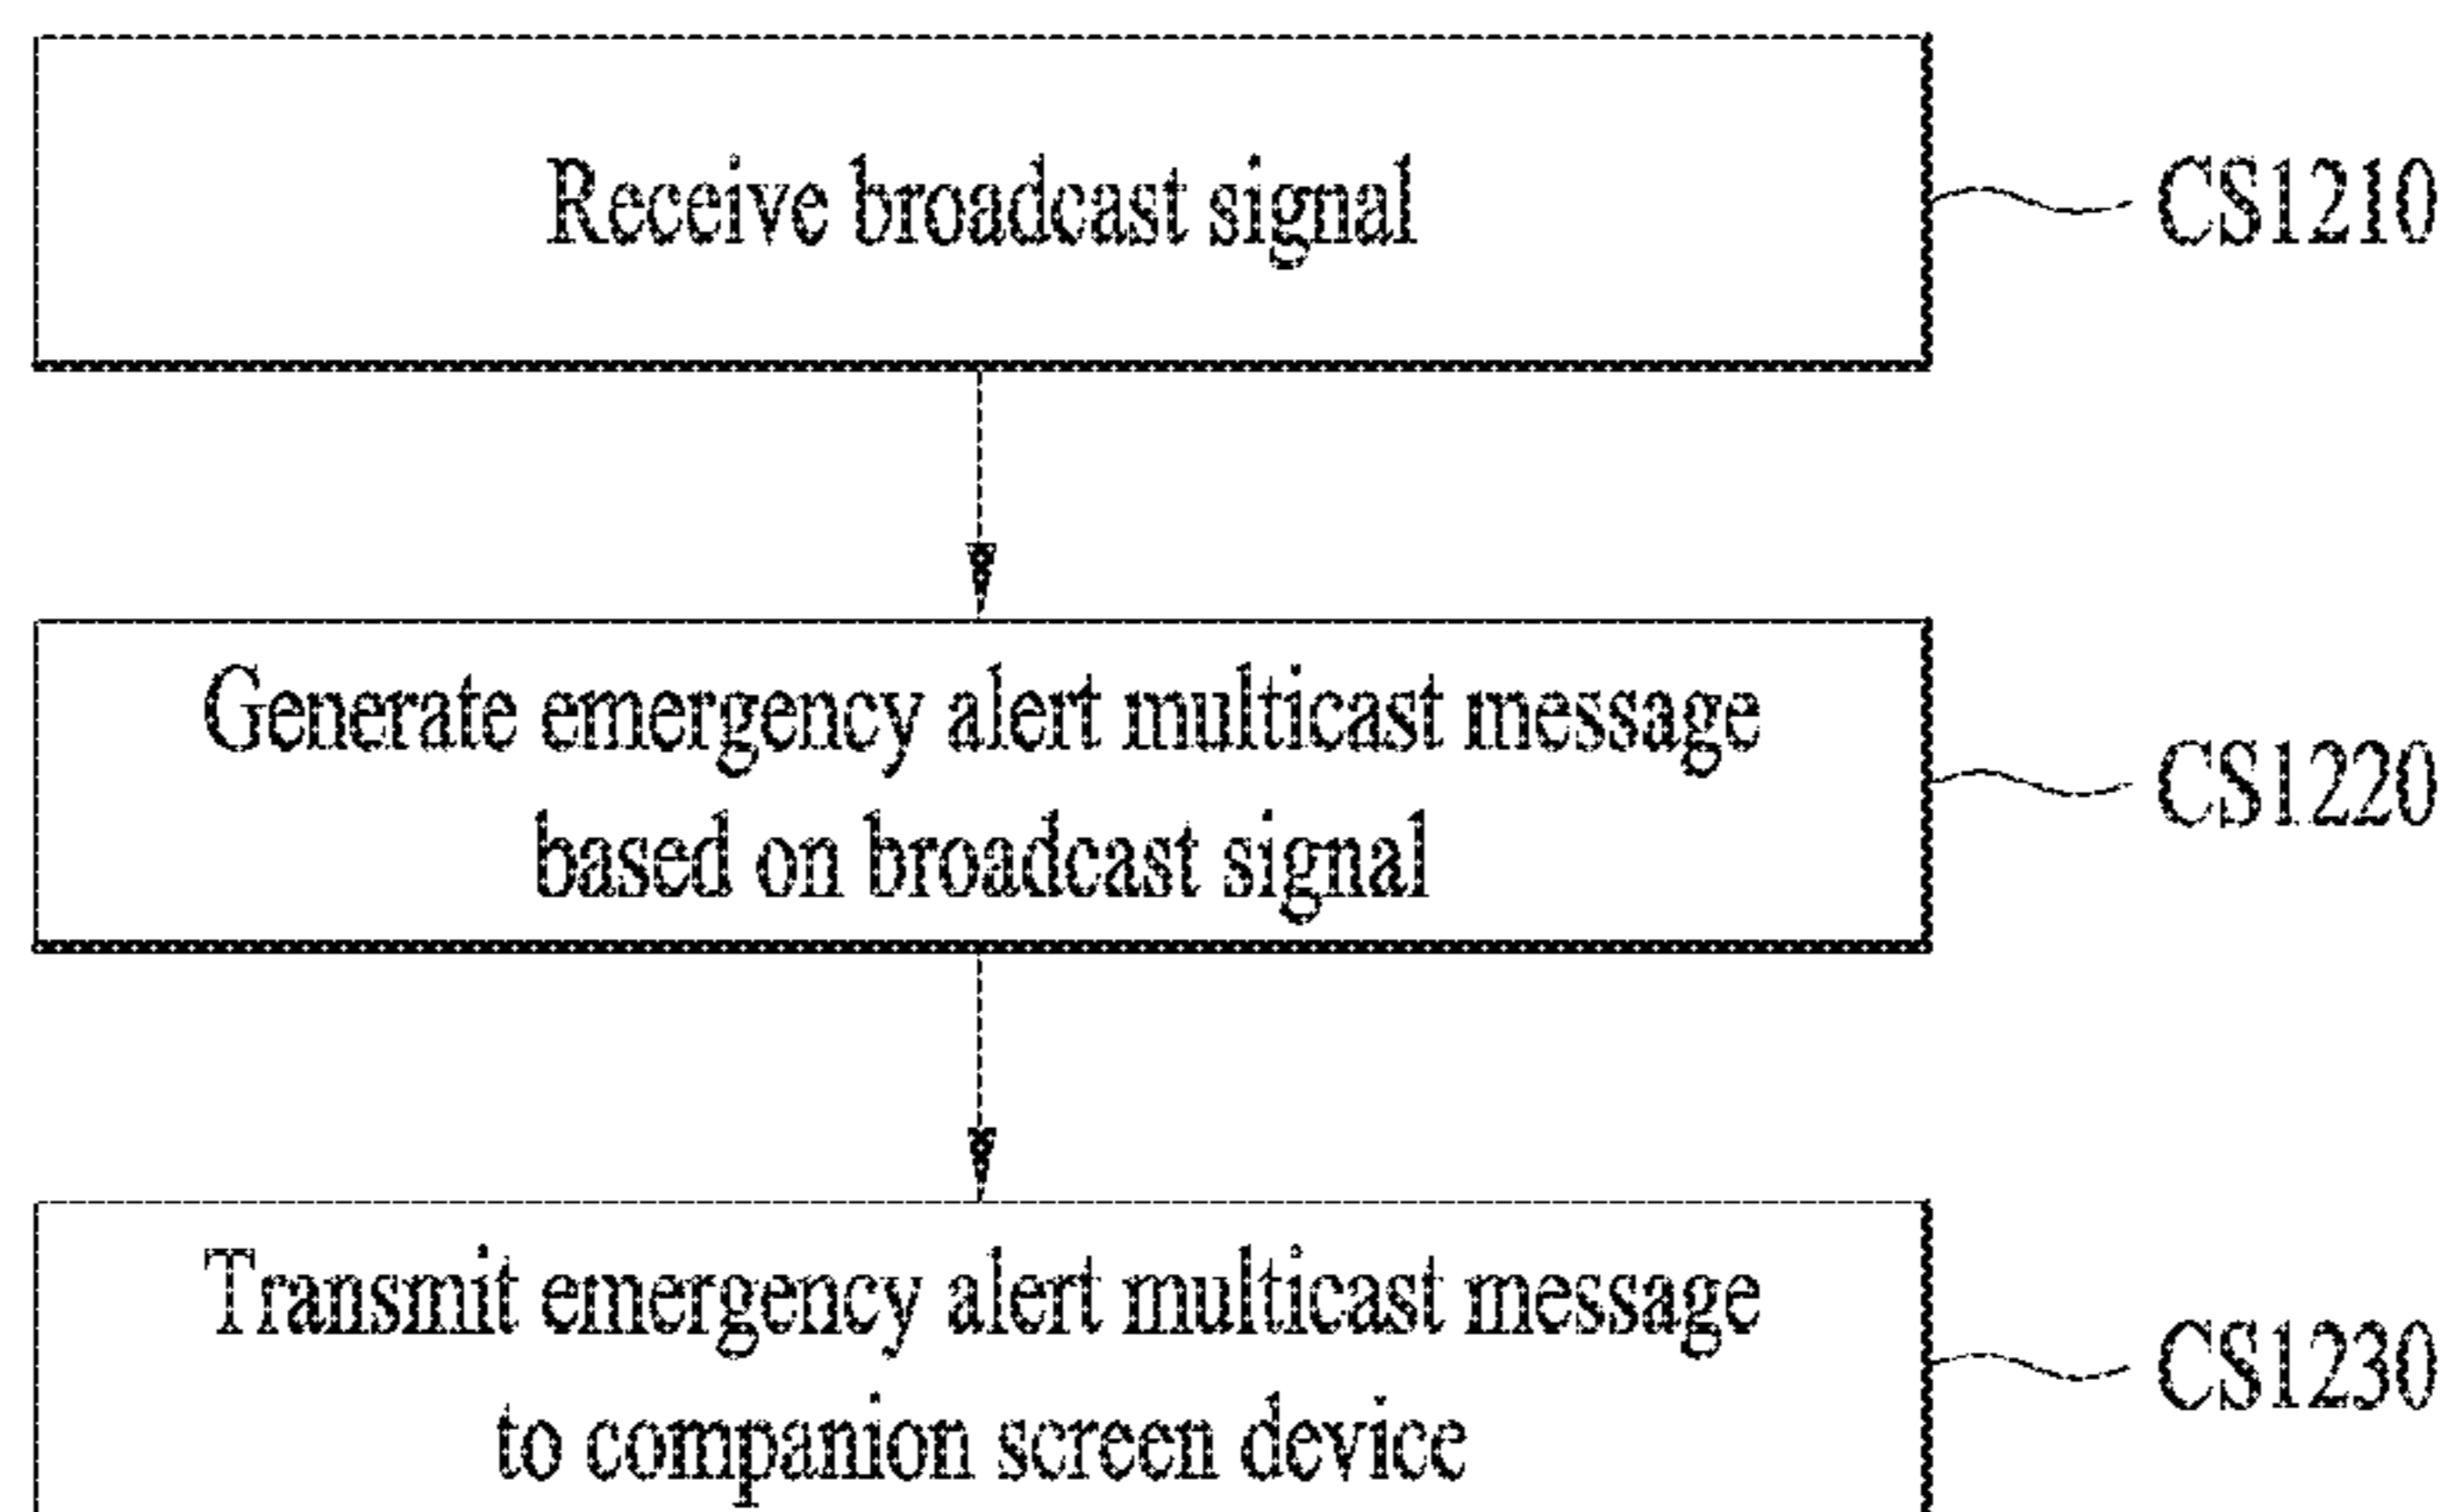 Receive broadcast signal
CS1210
Generate emergency alert multicast message
based on broadcast signal
CS1220
Transmit emergency alert multicast message
to companion screen device
CS1230